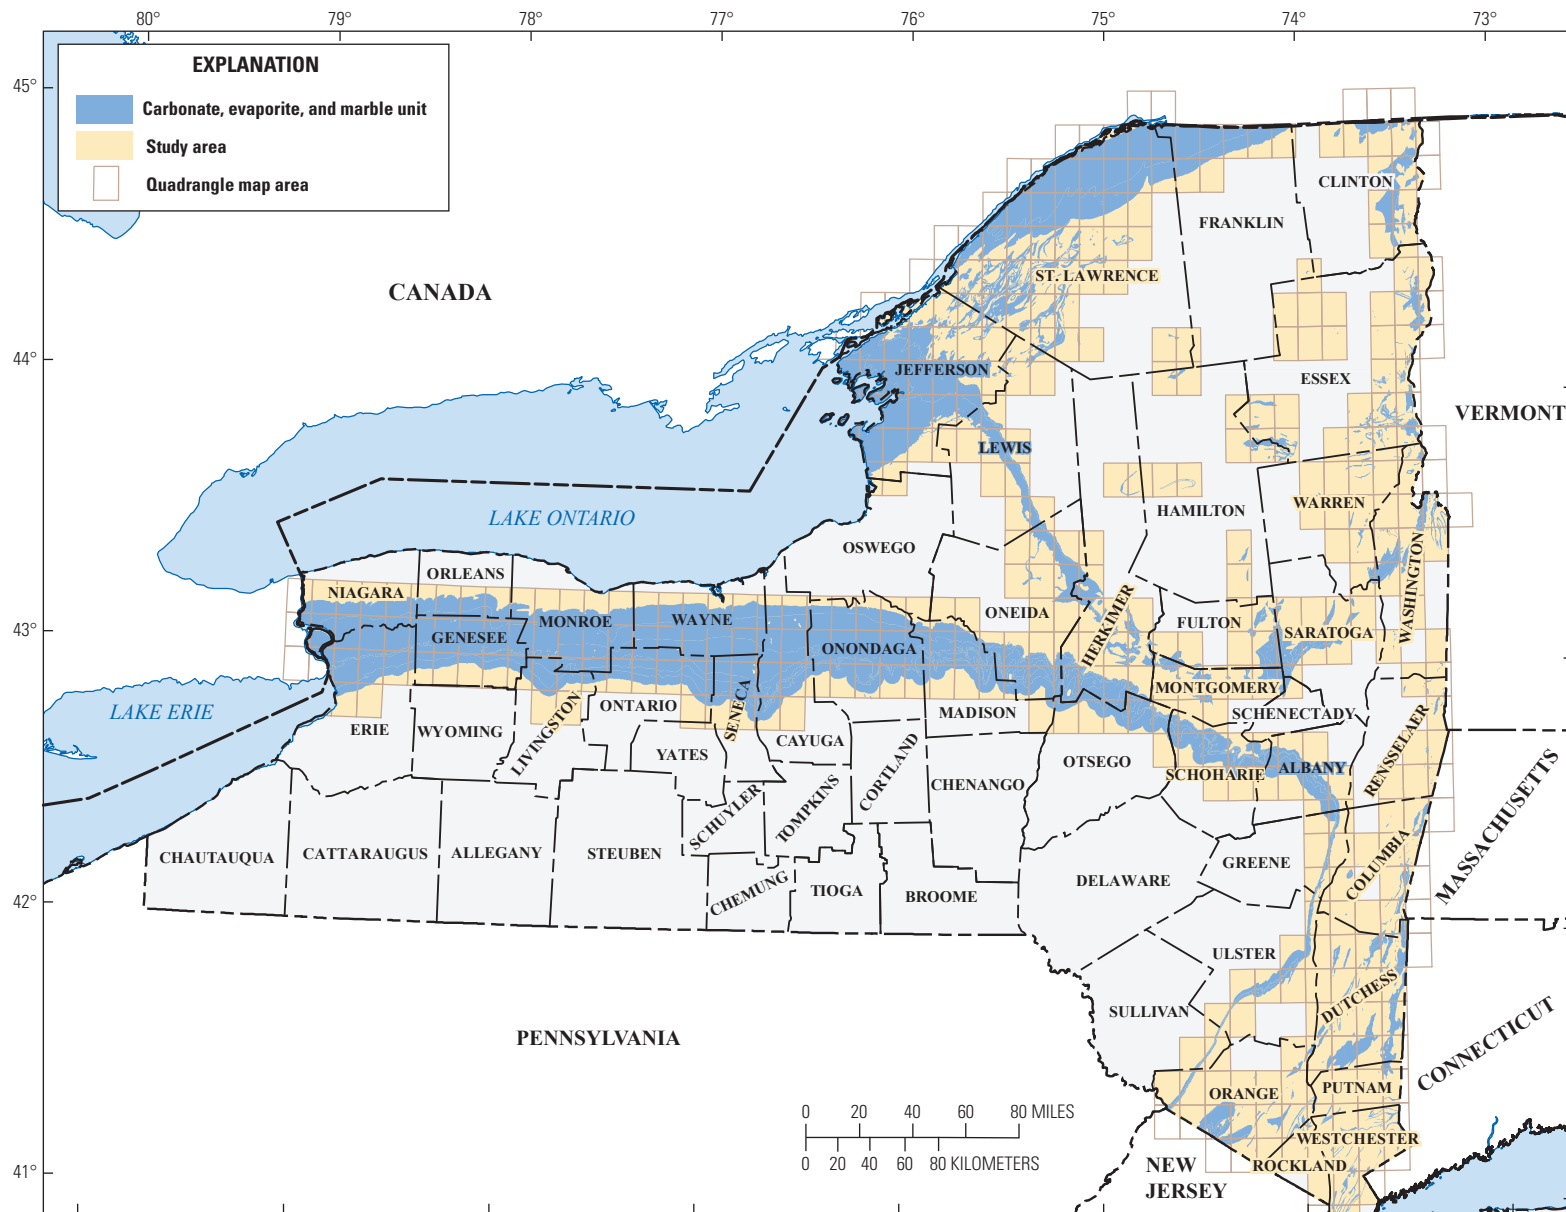 80°
79°
78°
77°
76°
75°
74°
73°
45°
44°
43°
42°
41°
EXPLANATION
Carbonate, evaporite, and marble unit
Study area
Quadrangle map area
CANADA
VERMONT
MASSACHUSETTS
CONNECTICUT
PENNSYLVANIA
NEW
JERSEY
LAKE ONTARIO
LAKE ERIE
CLINTON
FRANKLIN
ST. LAWRENCE
JEFFERSON
ESSEX
LEWIS
HAMILTON
WARREN
WASHINGTON
OSWEGO
ORLEANS
NIAGARA
MONROE
WAYNE
ONEIDA
HERKIMER
FULTON
SARATOGA
GENESEE
ONONDAGA
MONTGOMERY
SCHENECTADY
RENSSELAER
ERIE
WYOMING
LIVINGSTON
ONTARIO
SENECA
YATES
CAYUGA
CORTLAND
MADISON
CHENANGO
OTSEGO
SCHOHARIE
ALBANY
SCHUYLER
TOMPKINS
CHAUTAUQUA
CATTARAUGUS
ALLEGANY
STEUBEN
CHEMUNG
TIOGA
BROOME
DELAWARE
GREENE
COLUMBIA
ULSTER
SULLIVAN
DUTCHESS
ORANGE
PUTNAM
WESTCHESTER
ROCKLAND
0 20 40 60 80 MILES
0 20 40 60 80 KILOMETERS